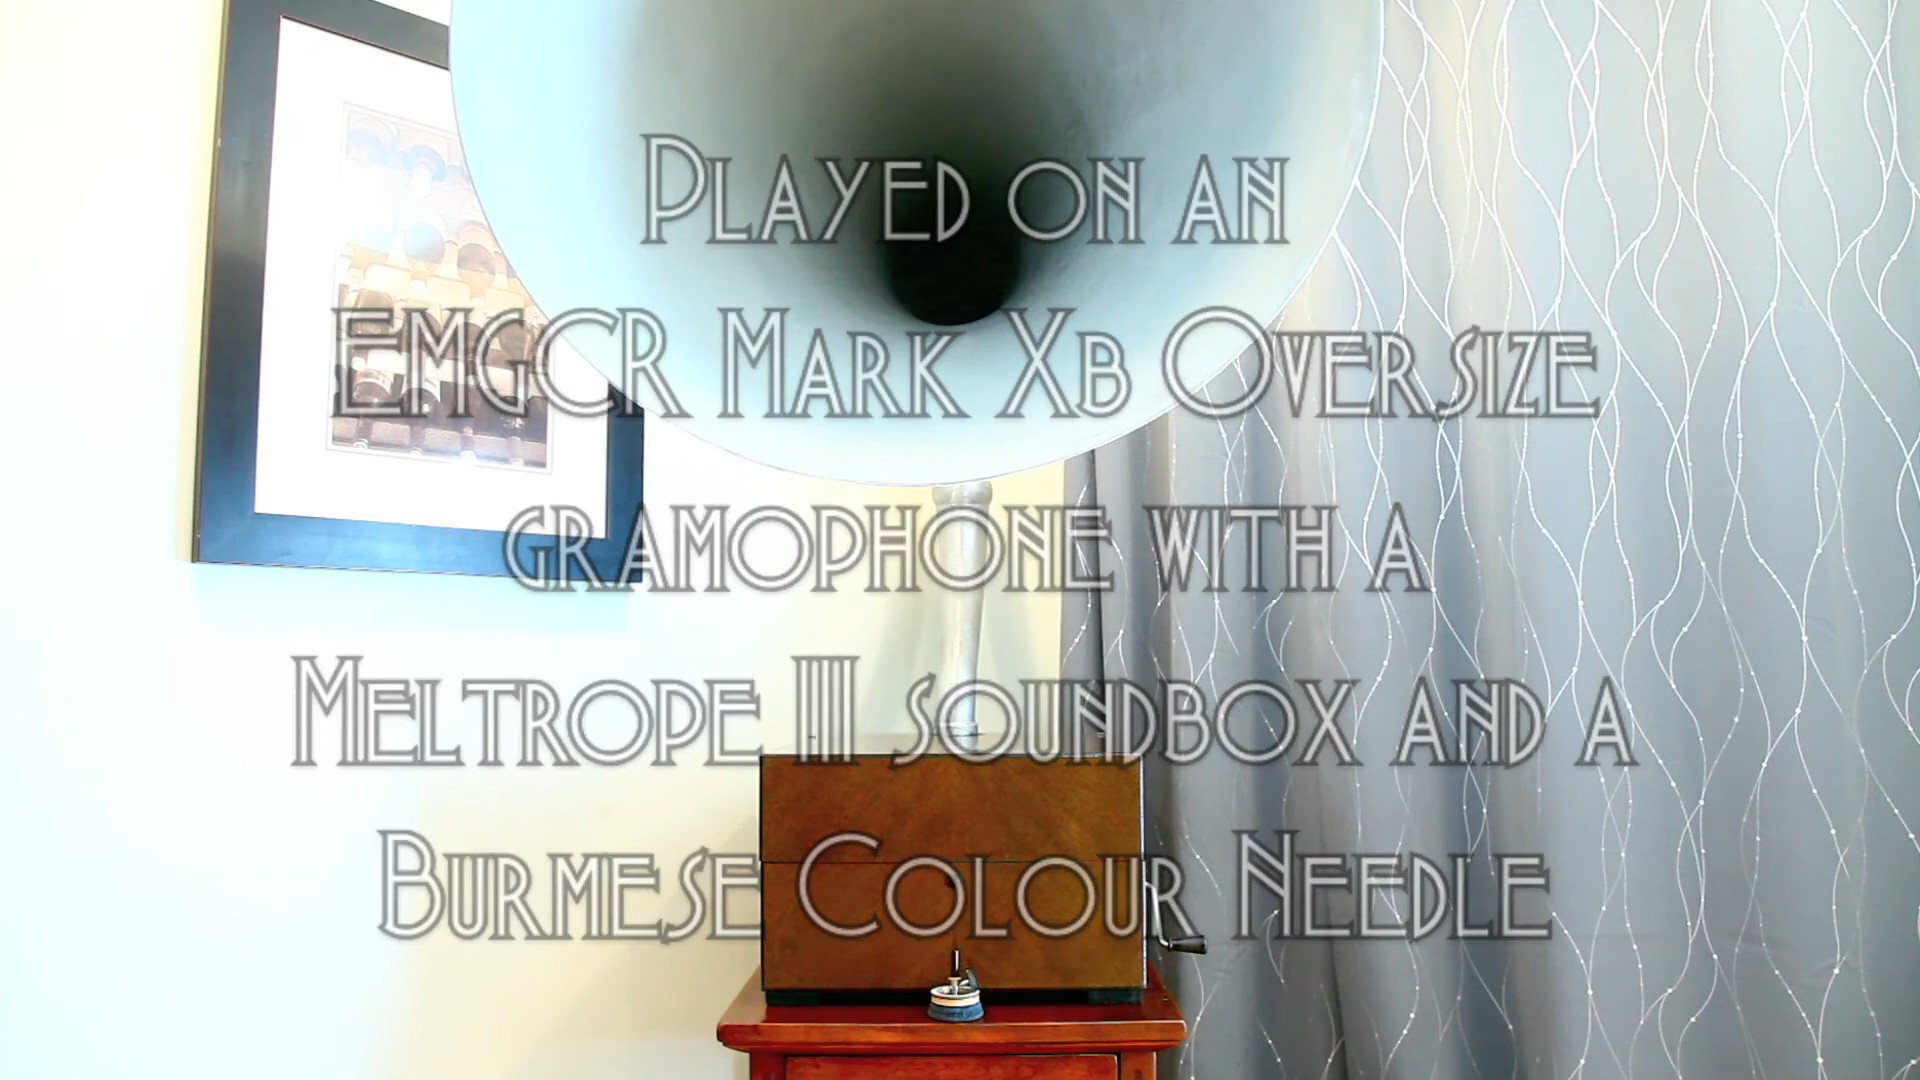 Played on an
EMGCR Mark Xb Oversize
gramophone with a
Meltrope III soundbox and a
Burmese Colour Needle